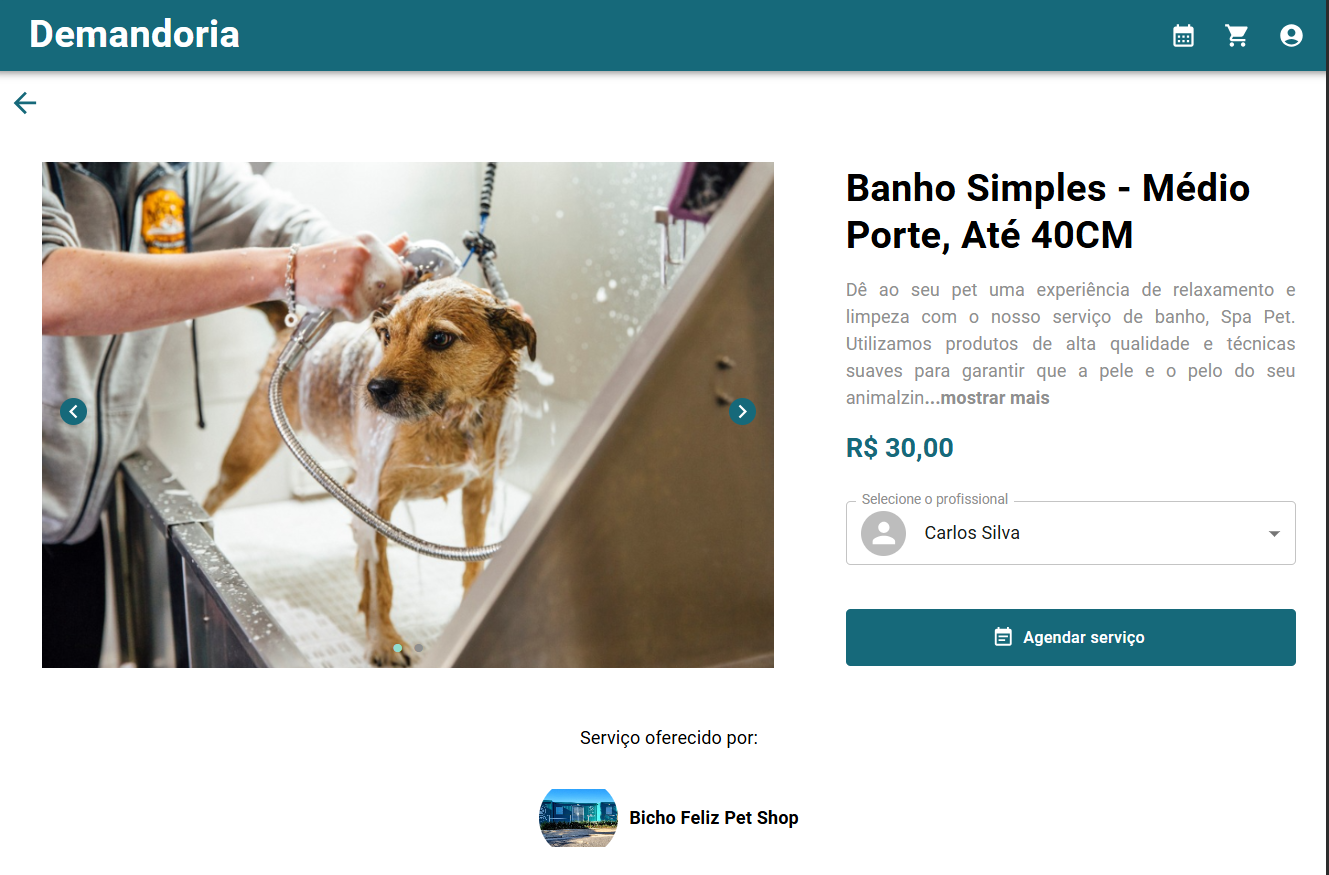 Demandoria
Banho Simples - Médio
Porte, Até 40CM
Dê ao seu pet uma experiência de relaxamento e
limpeza com o nosso serviço de banho, Spa Pet.
Utilizamos produtos de alta qualidade e técnicas
suaves para garantir que a pele e o pelo do seu
animalzin...mostrar mais
R$ 30,00
Selecione o profissional
Carlos Silva
Agendar serviço
Serviço oferecido por:
Bicho Feliz Pet Shop